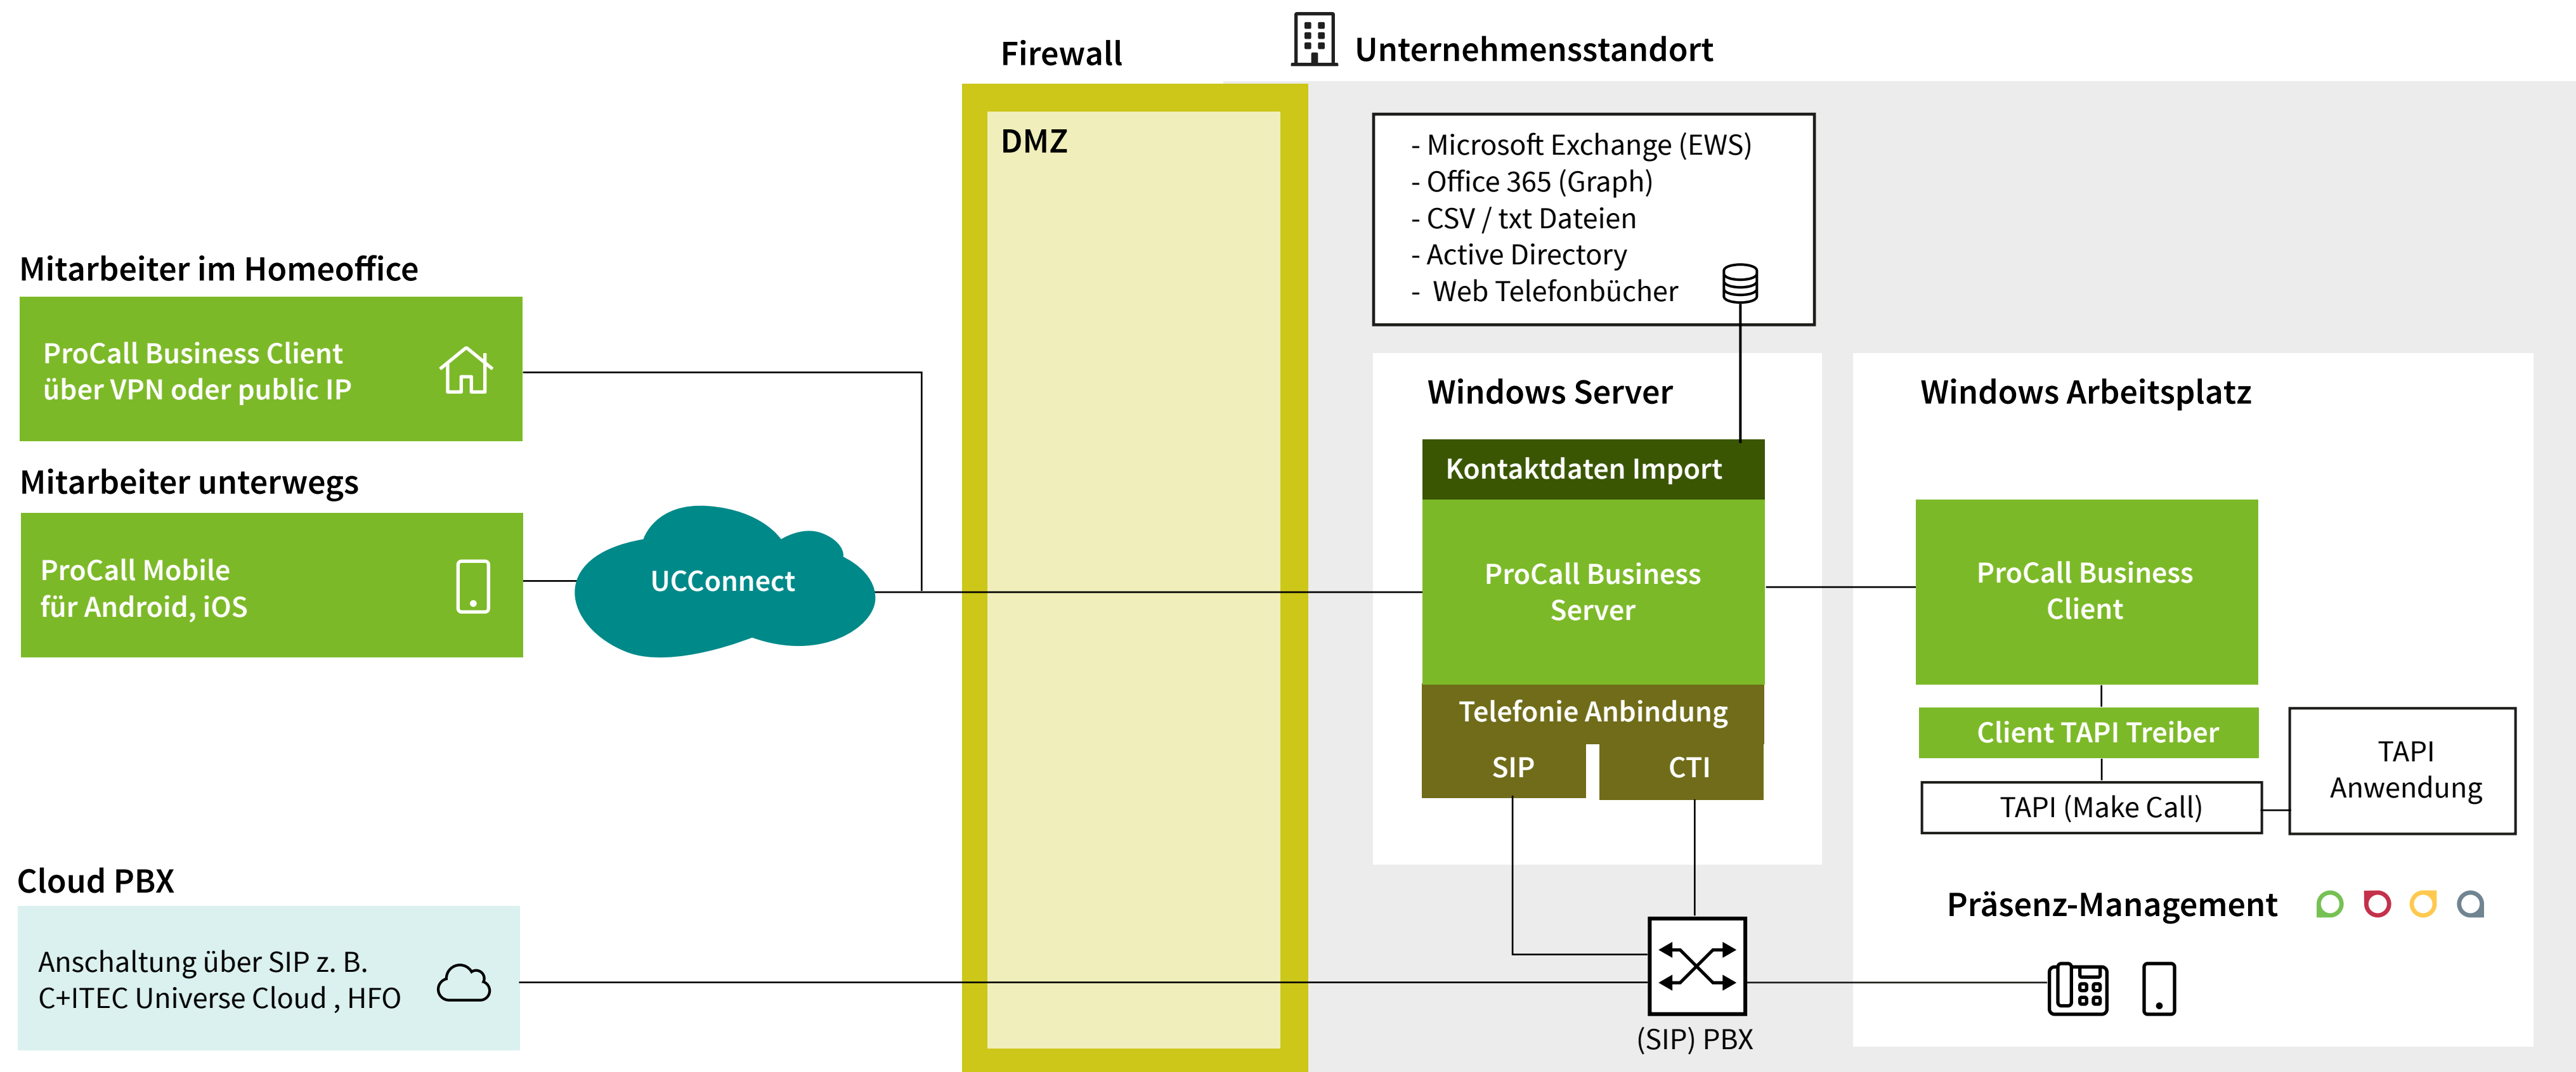 Firewall
Unternehmensstandort
DMZ
- Microsoft Exchange (EWS)
- Office 365 (Graph)
- CSV / txt Dateien
- Active Directory
- Web Telefonbücher
Mitarbeiter im Homeoffice
ProCall Business Client
über VPN oder public IP
Mitarbeiter unterwegs
ProCall Mobile
für Android, iOS
UCConnect
Windows Server
Kontaktdaten Import
ProCall Business
Server
Telefonie Anbindung
SIP
CTI
Windows Arbeitsplatz
ProCall Business
Client
Client TAPI Treiber
TAPI (Make Call)
TAPI
Anwendung
Präsenz-Management
Cloud PBX
Anschaltung über SIP z. B.
C+ITEC Universe Cloud , HFO
(SIP) PBX